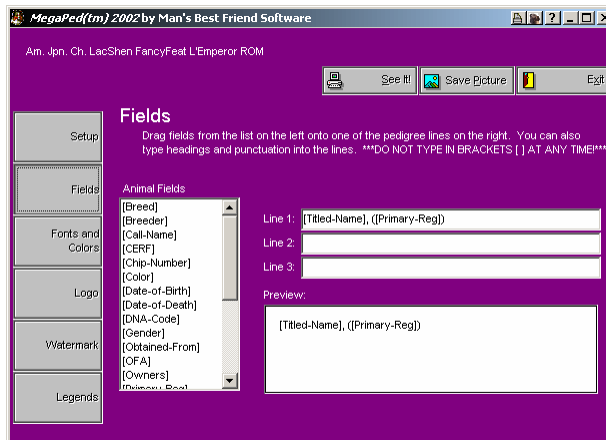 MegaPed(tm) 2002 by Man's Best Friend Software
Am. Jpn. Ch. LacShen FancyFeat L'Emperor ROM
See It!
Save Picture
Exit
Setup
Fields
Fonts and
Colors
Logo
Watermark
Legends
Fields
Drag fields from the list on the left onto one of the pedigree lines on the right. You can also
type headings and punctuation into the lines. ***DO NOT TYPE IN BRACKETS [ ] AT ANY TIME!***
Animal Fields
[Breed]
[Breeder]
[Call-Name]
[CERF]
[Chip-Number]
[Color]
[Date-of-Birth]
[Date-of-Death]
[DNA-Code]
[Gender]
[Obtained-From]
[OFA]
[Owners]
[Primary-Reg]
Line 1: [Titled-Name], ([Primary-Reg])
Line 2:
Line 3:
Preview:
[Titled-Name], ([Primary-Reg])